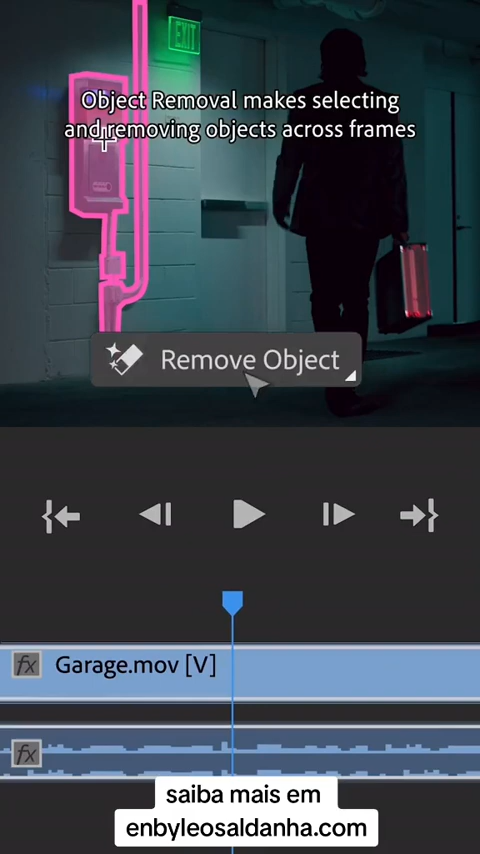 EXIT
Object Removal makes selecting
and removing objects across frames
Remove Object
fx Garage.mov [V]
fx
saiba mais em
enbyleosaldanha.com